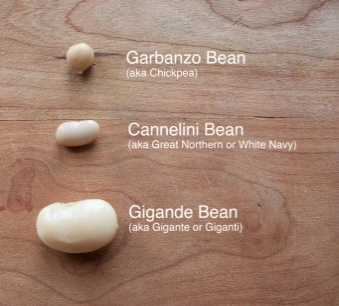 Garbanzo Bean
(aka Chickpea)
Cannelini Bean
(aka Great Northern or White Navy)
Gigande Bean
(aka Gigante or Giganti)